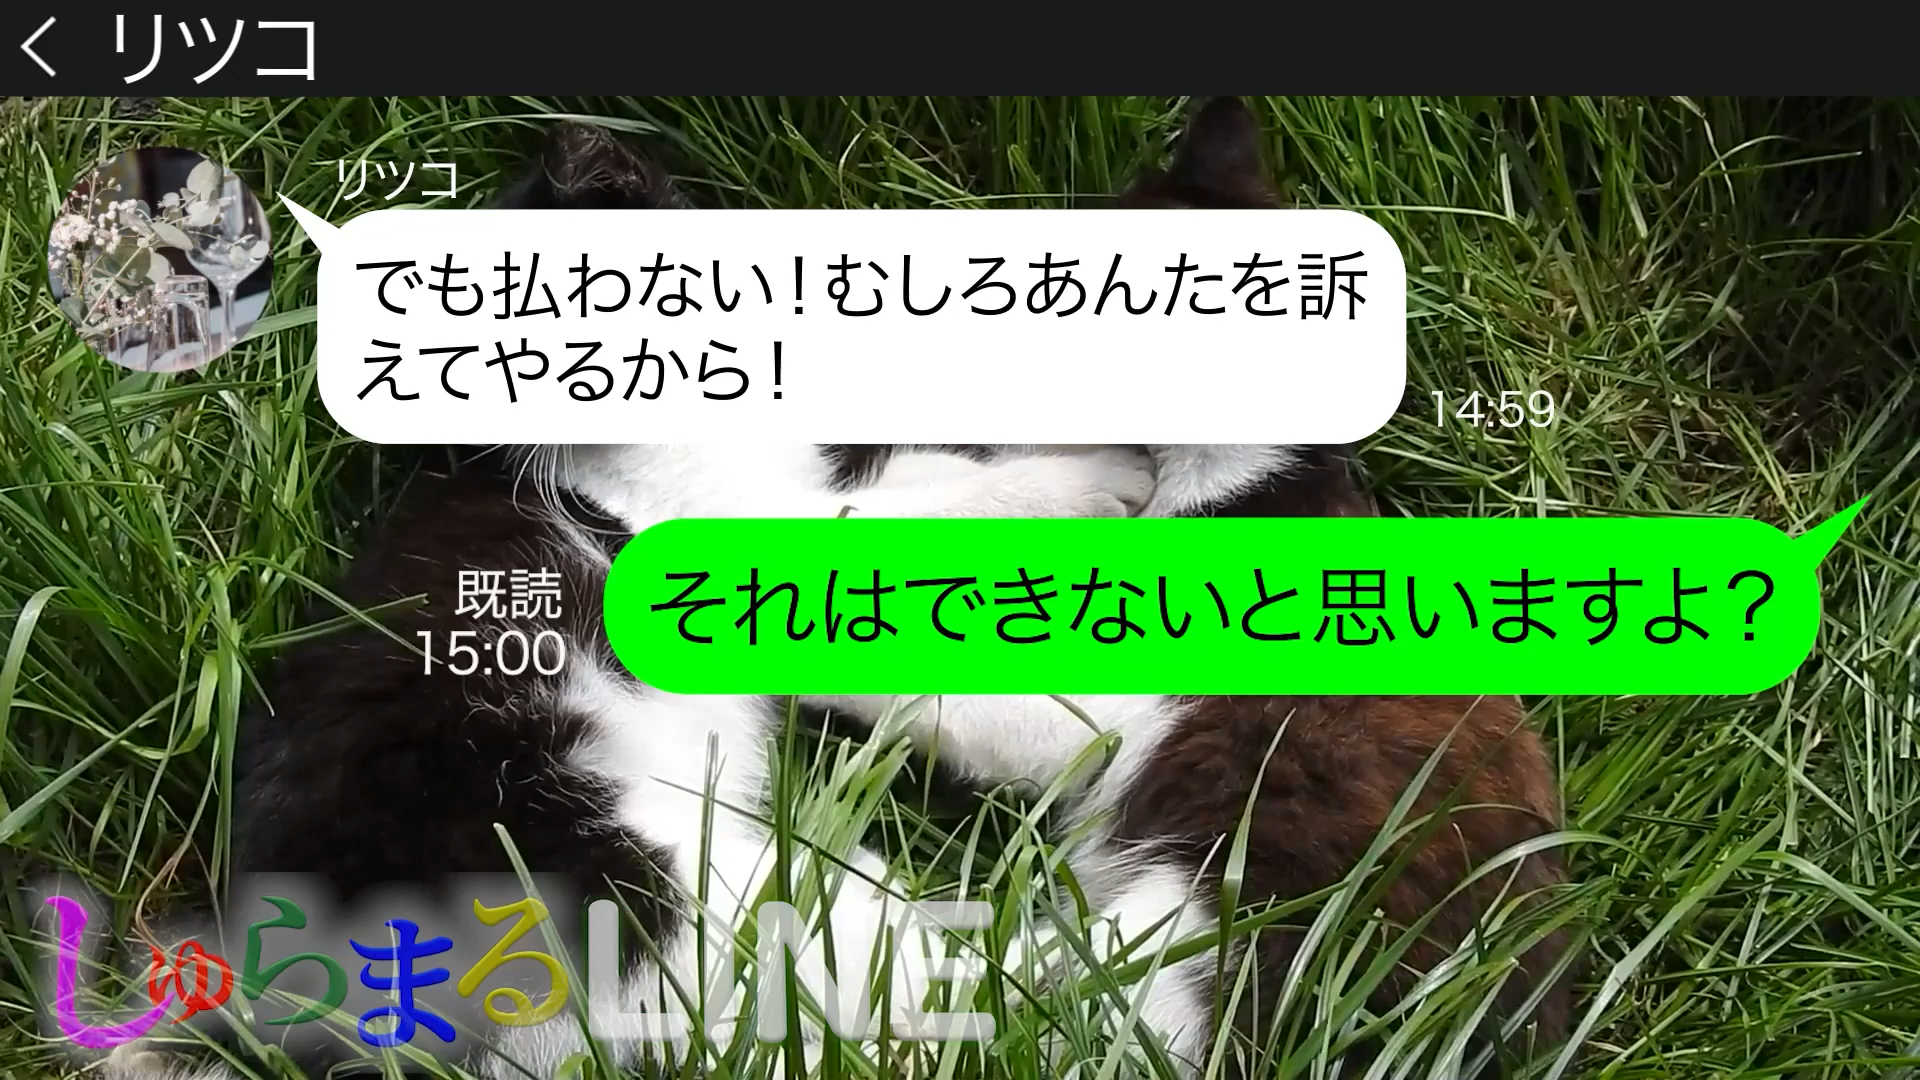 リツコ
リツコ
でも払わない！むしろあんたを訴
えてやるから！
14:59
それはできないと思いますよ？
既読
15:00
しゅらまるLINE